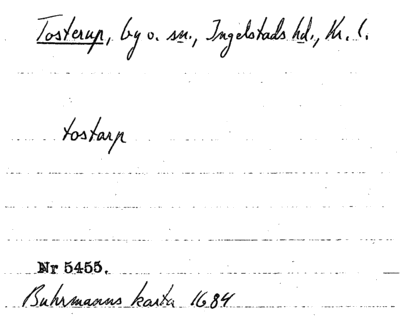 Tosterup, by o. sn., Ingelstads hd., Kr. l.
tostarp
Nr 5455.
Buhrmanns karta 1684